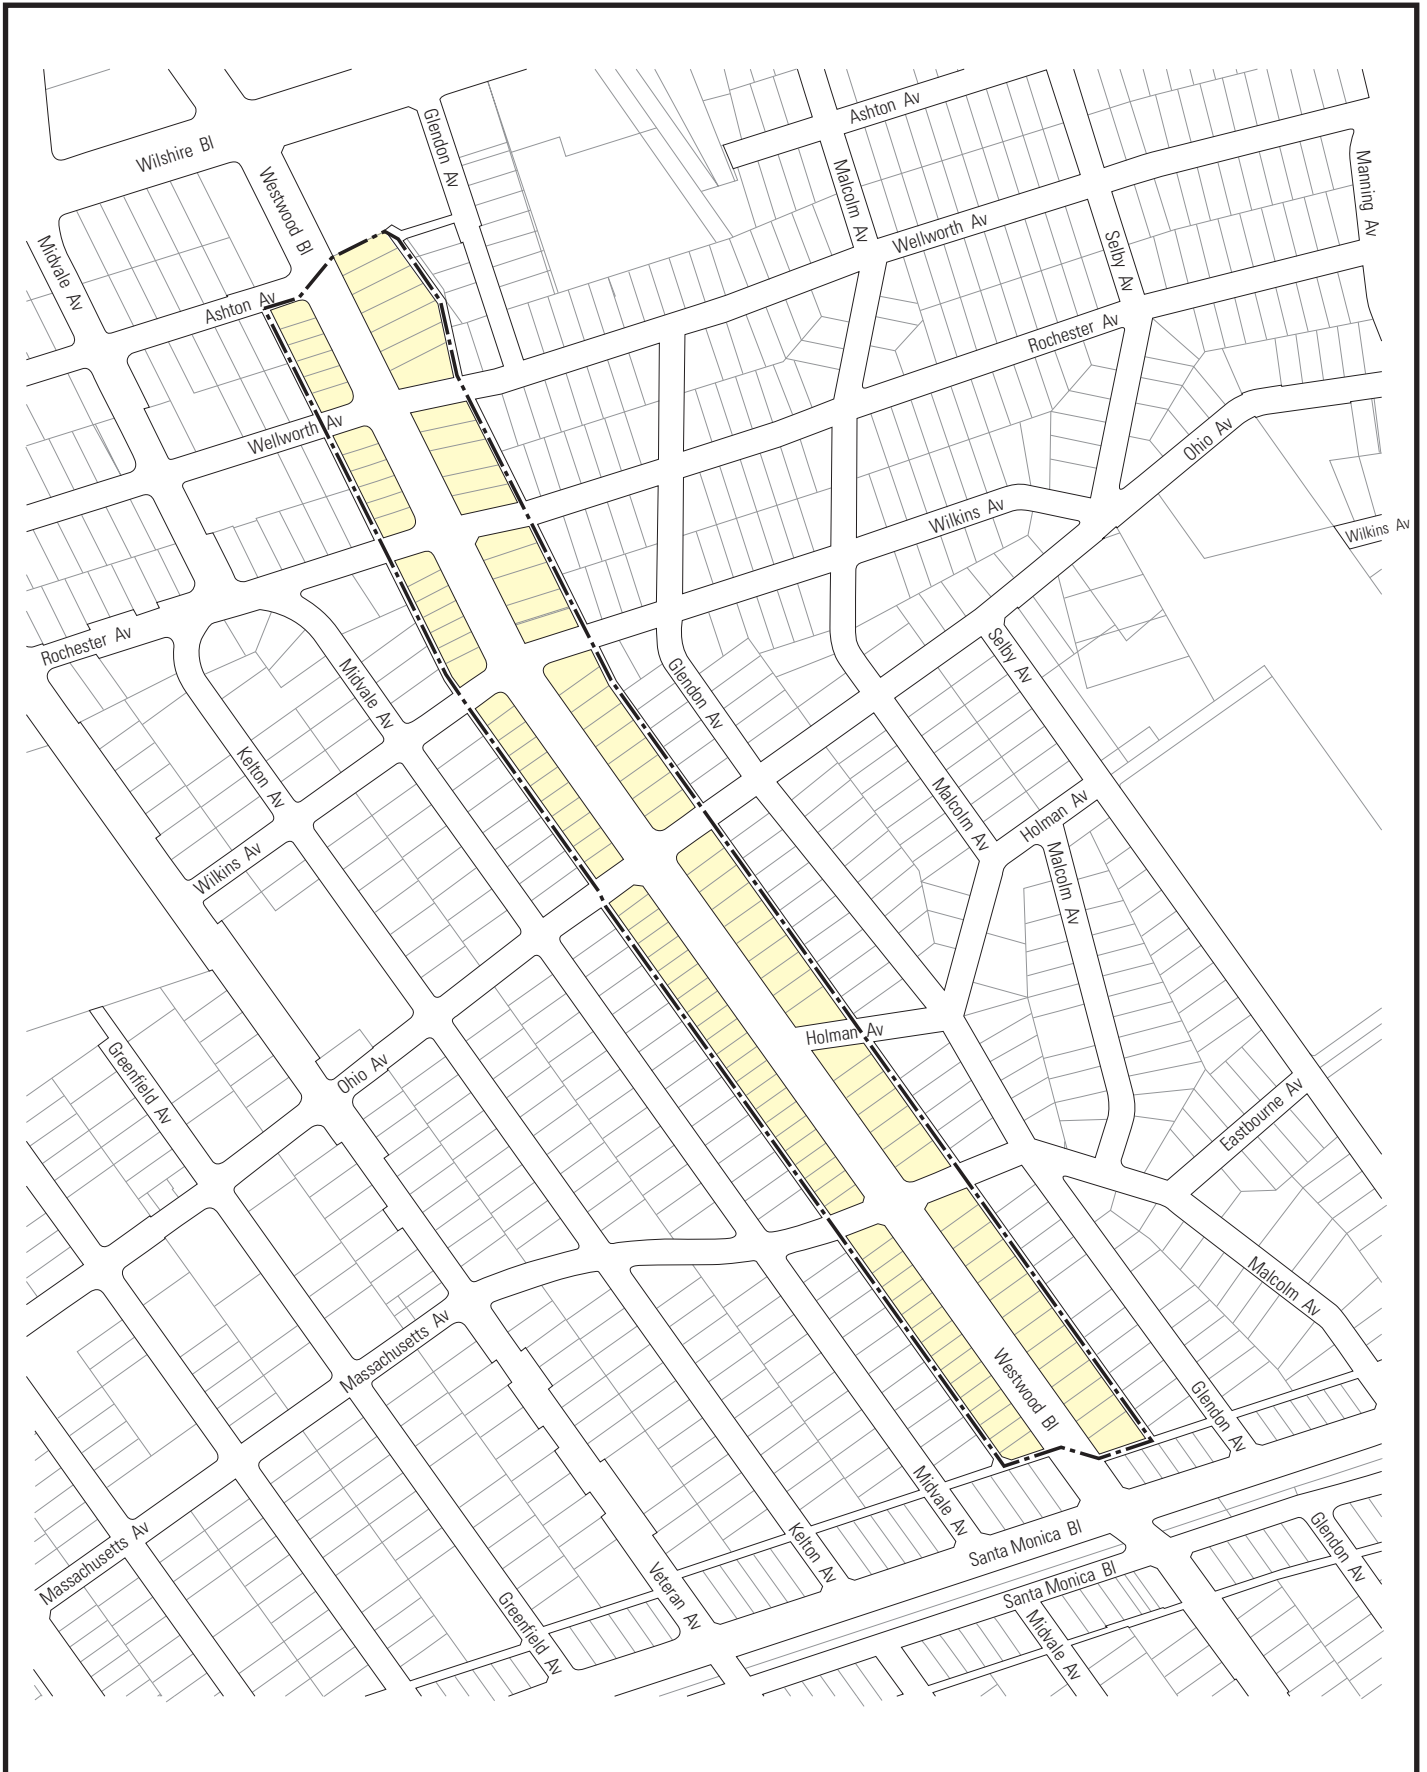 Ashton Av
Glendon Av
Wilshire Bl
Malcolm Av
Manning Av
Westwood Bl
Wellworth Av
Selby Av
Midvale Av
Ashton Av
Rochester Av
Wellworth Av
Ohio Av
Wilkins Av
Wilkins Av
Rochester Av
Selby Av
Midvale Av
Glendon Av
Kelton Av
Malcolm Av
Holman Av
Wilkins Av
Malcolm Av
Holman Av
Ohio Av
Greenfield Av
Eastbourne Av
Malcolm Av
Massachusetts Av
Westwood Bl
Glendon Av
Midvale Av
Massachusetts Av
Kelton Av
Santa Monica Bl
Glendon Av
Santa Monica Bl
Veteran Av
Greenfield Av
Midvale Av